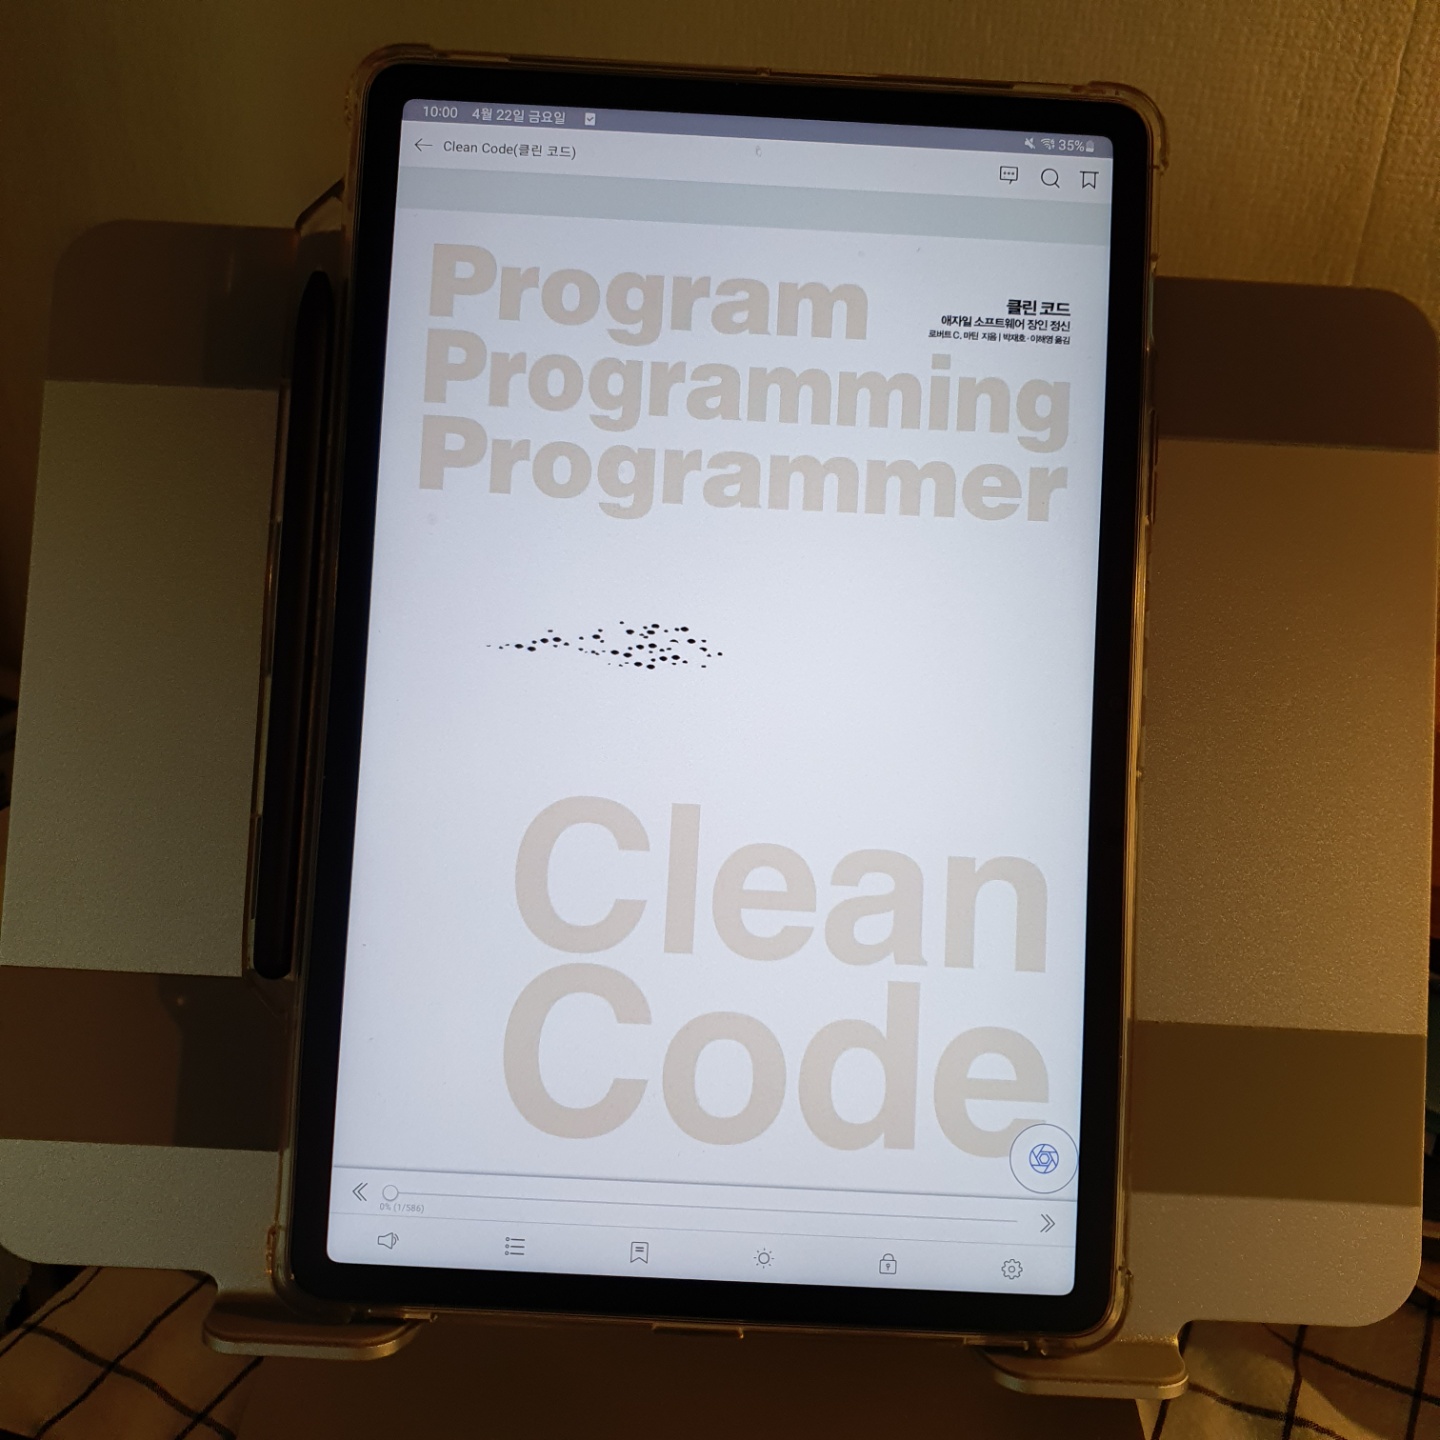 10:00 4월 22일 금요일
35%
Clean Code(클린 코드)
Program
클린 코드
애자일 소프트웨어 장인 정신
로버트 C. 마틴 지음 | 박재호·이해영 옮김
Programming
Programmer
Clean
Code
0% (1/586)